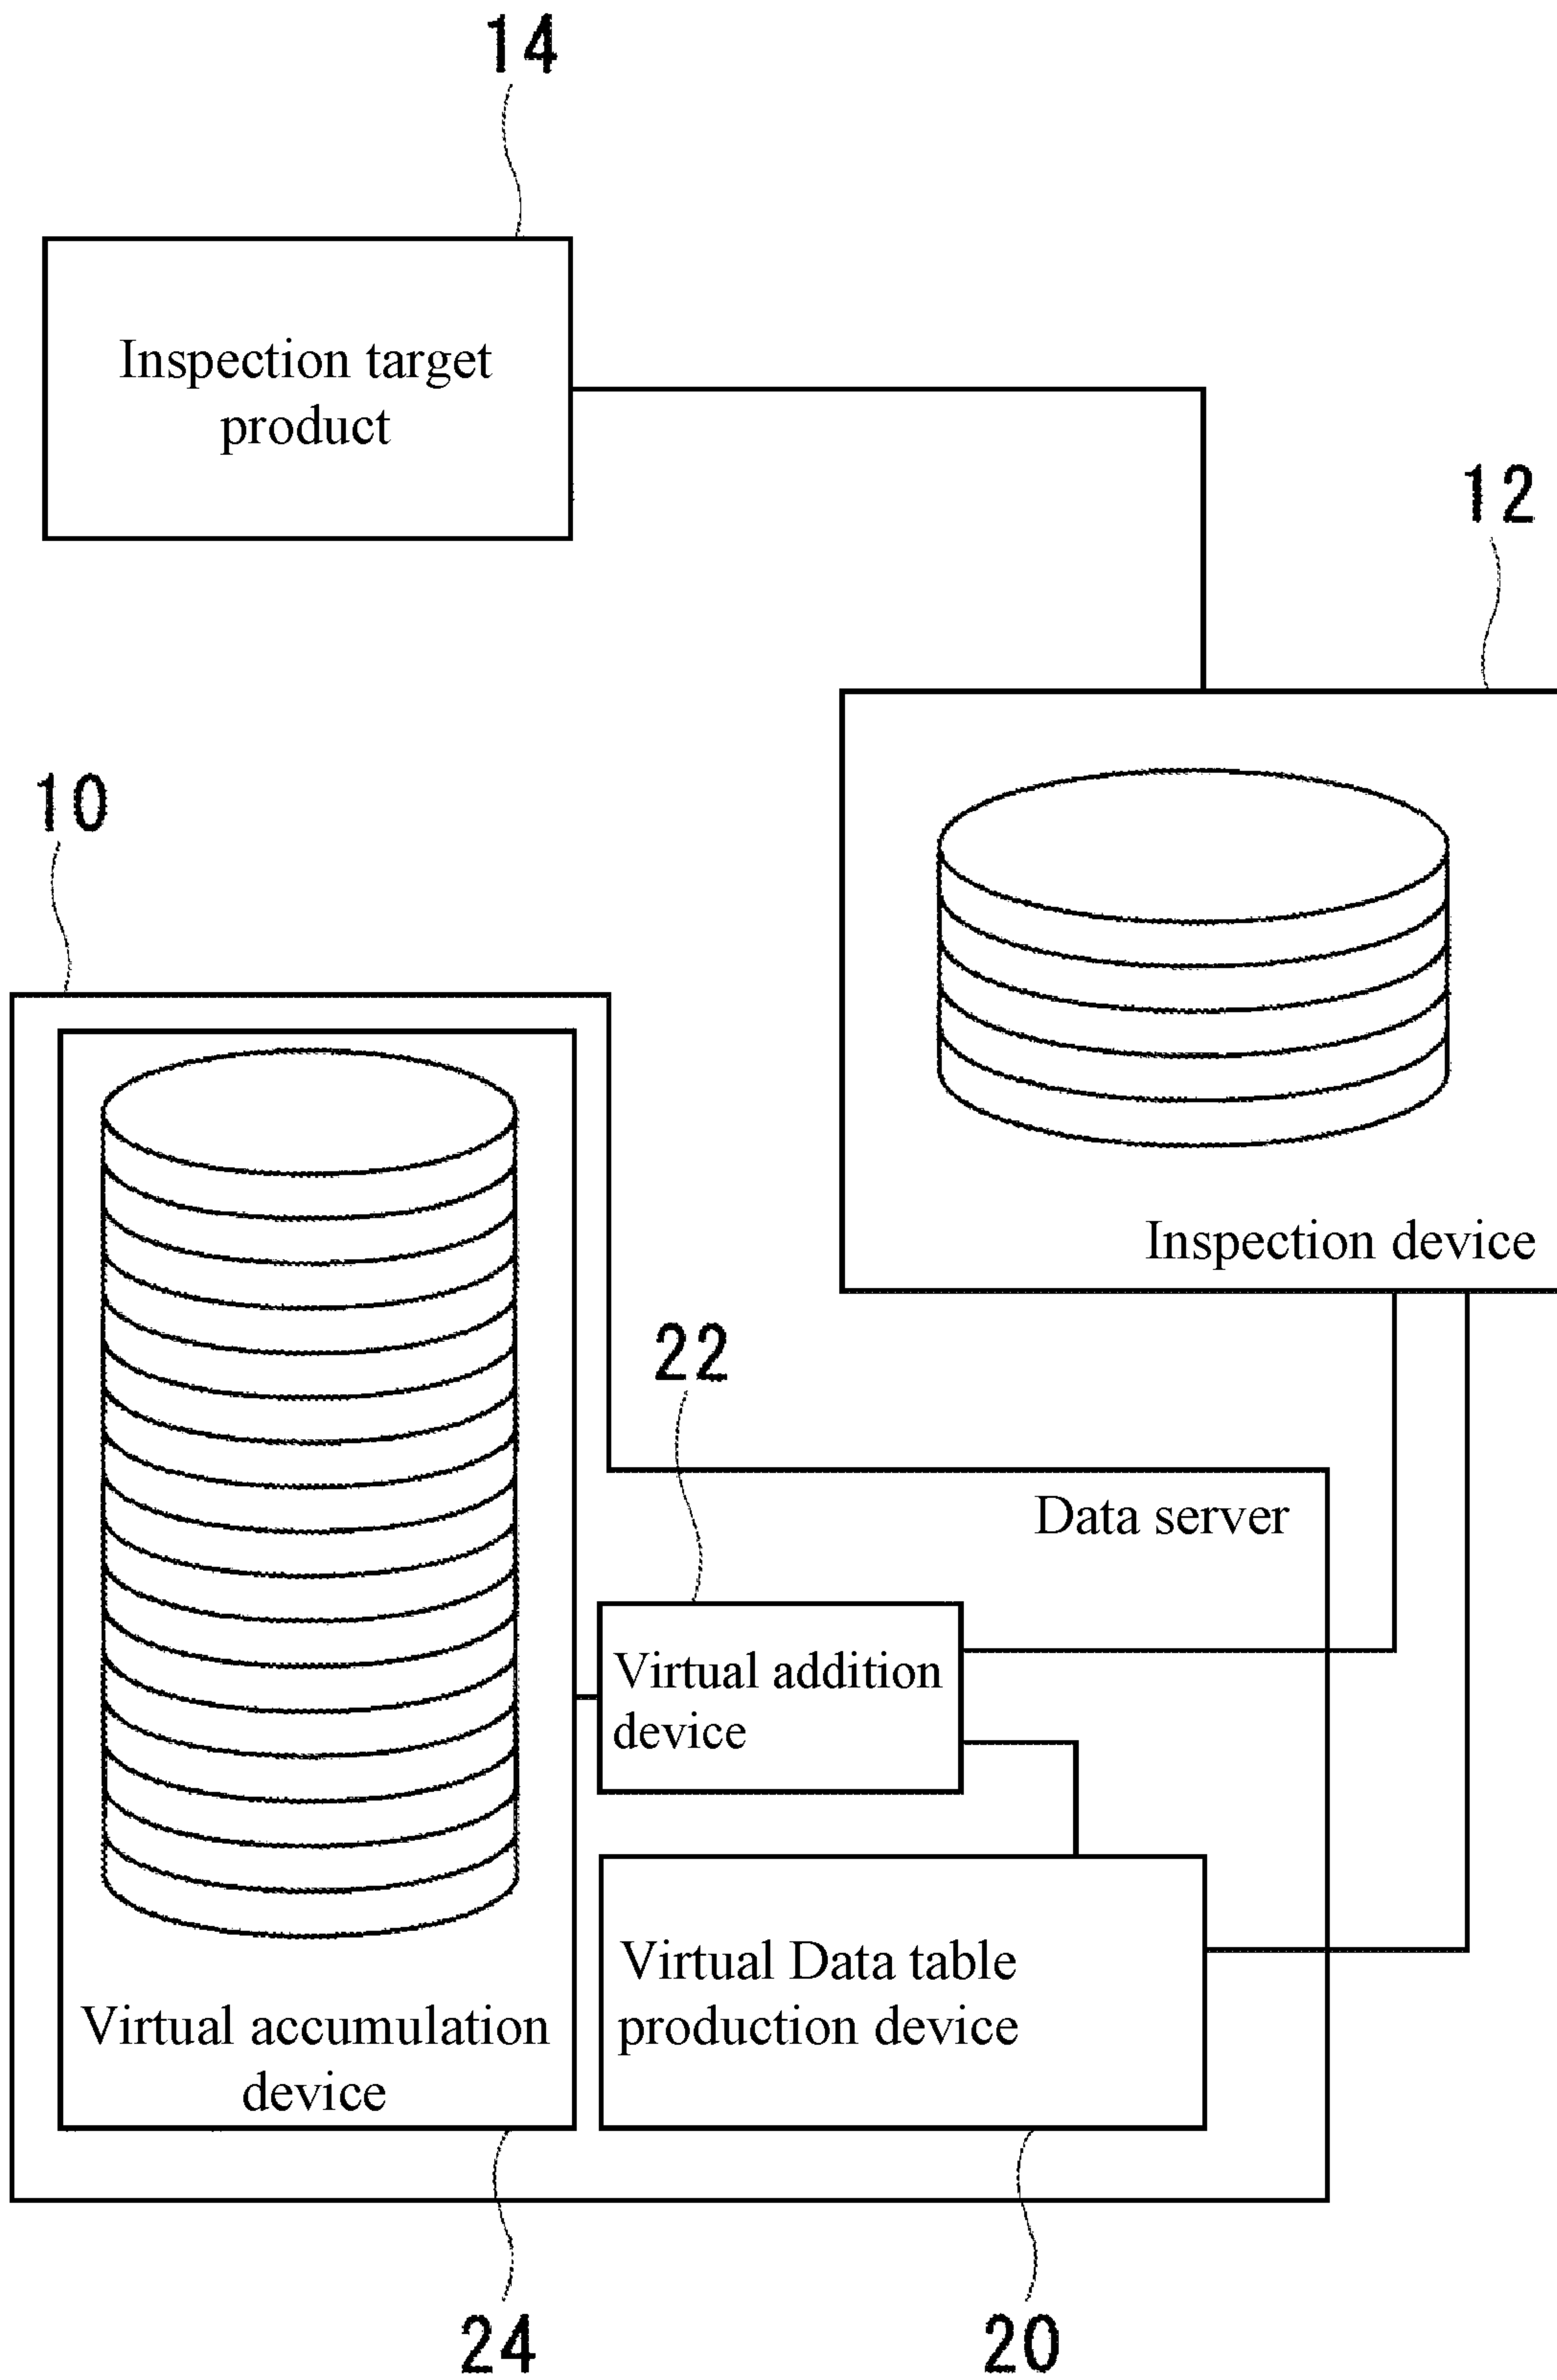 14
Inspection target
product
12
10
Inspection device
22
Data server
Virtual addition
device
Virtual Data table
production device
Virtual accumulation
device
24
20